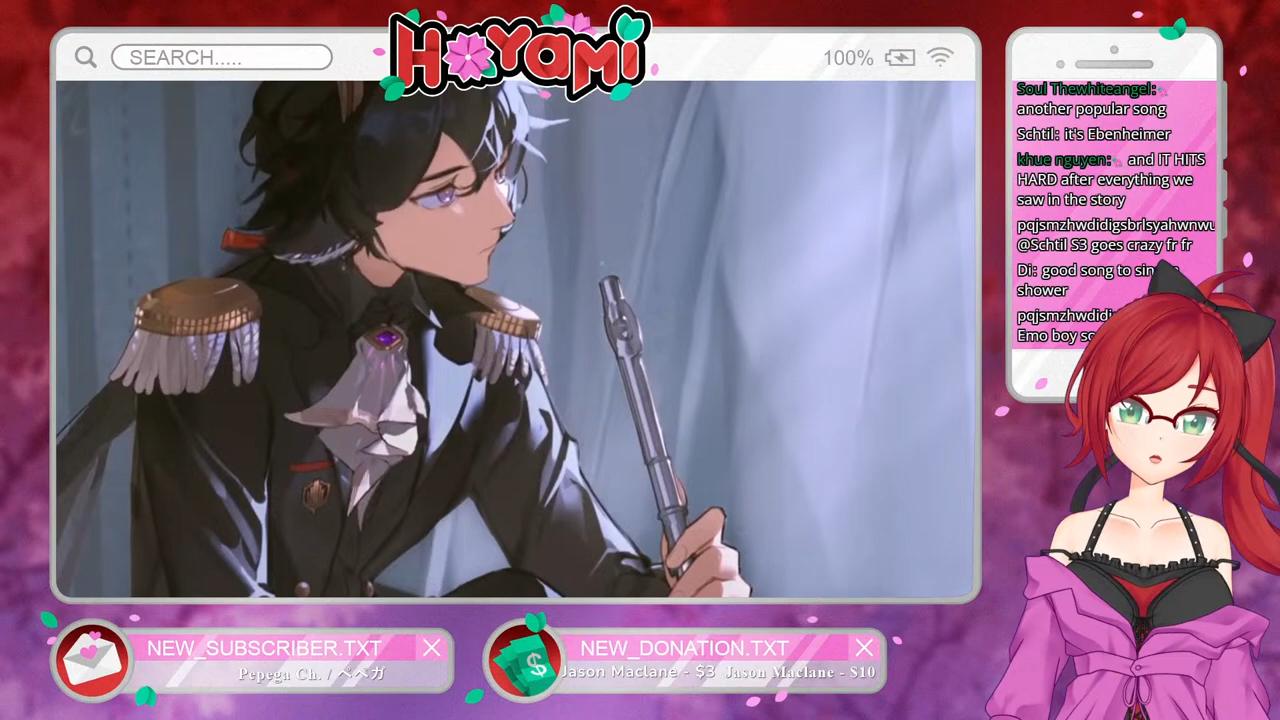 SEARCH.....
HoYami
100%
Soul Thewhiteangel:
another popular song
Schtil: it's Ebenheimer
khue nguyen: and IT HITS
HARD after everything we
saw in the story
pqjsmzhwdidigsbrlsyahwnwu
@Schtil S3 goes crazy fr fr
Di: good song to sin
shower
pqjsmzhwdidi
Emo boy so
NEW_SUBSCRIBER.TXT
Pepega Ch. / ペペガ
NEW_DONATION.TXT
Jason Maclane - $3 Jason Maclane - $10